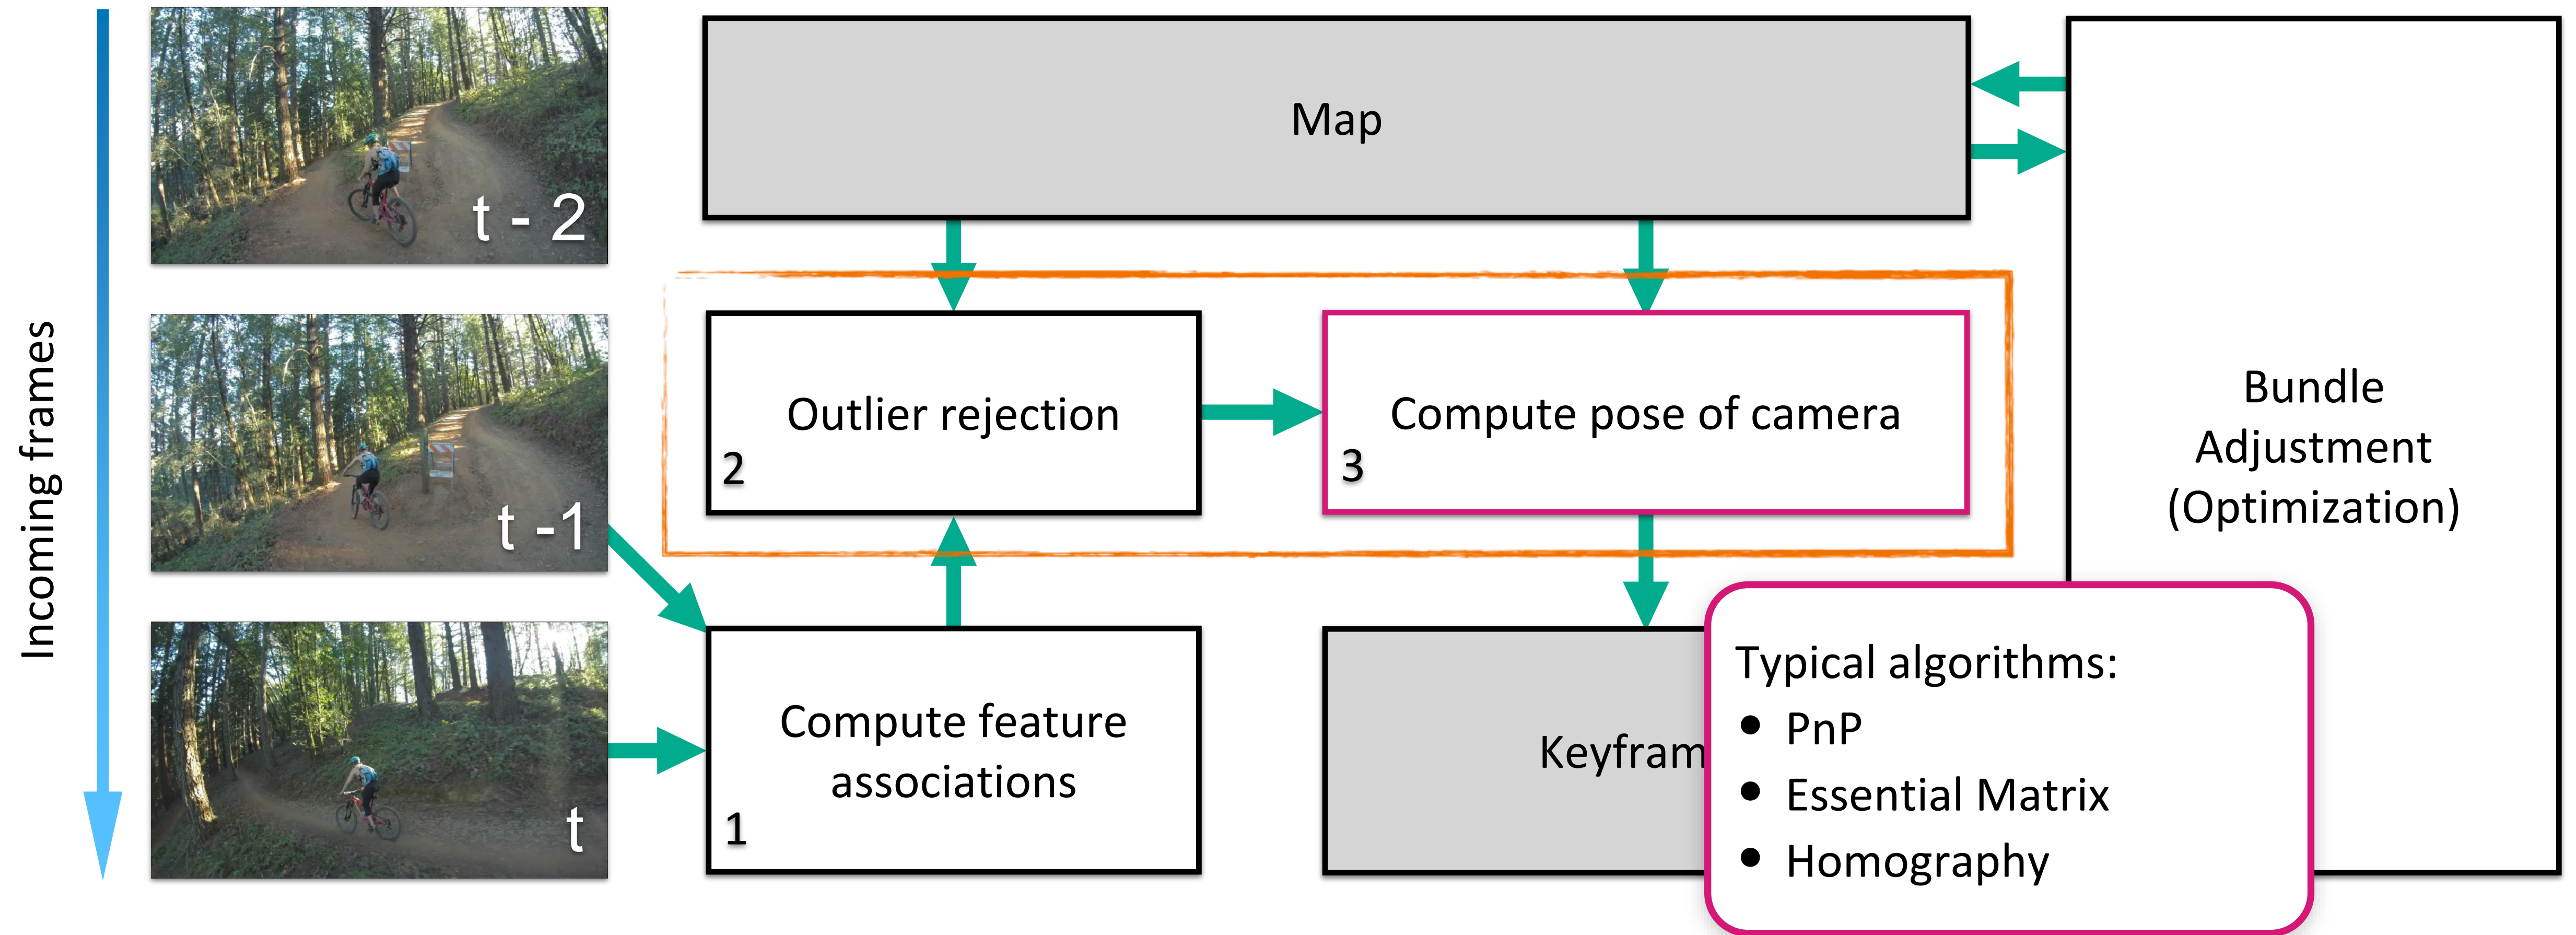 Incoming frames
t - 2
t -1
t
Map
Outlier rejection
2
Compute pose of camera
3
Compute feature
associations
1
Bundle
Adjustment
(Optimization)
Typical algorithms:
• PnP
• Essential Matrix
• Homography